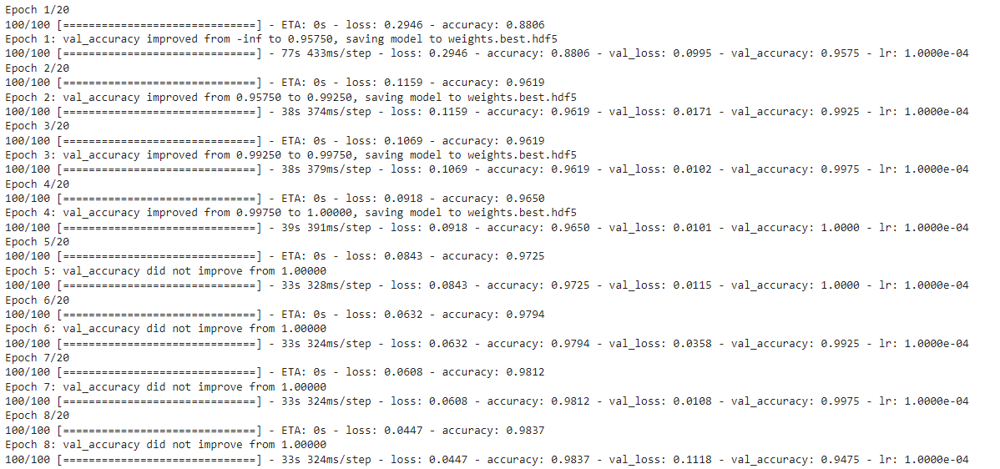 Epoch 1/20
100/100 [==============================] - ETA: 0s - loss: 0.2946 - accuracy: 0.8806
Epoch 1: val_accuracy improved from -inf to 0.95750, saving model to weights.best.hdf5
100/100 [==============================] - 77s 433ms/step - loss: 0.2946 - accuracy: 0.8806 - val_loss: 0.0995 - val_accuracy: 0.9575 - lr: 1.0000e-04
Epoch 2/20
100/100 [==============================] - ETA: 0s - loss: 0.1159 - accuracy: 0.9619
Epoch 2: val_accuracy improved from 0.95750 to 0.99250, saving model to weights.best.hdf5
100/100 [==============================] - 38s 374ms/step - loss: 0.1159 - accuracy: 0.9619 - val_loss: 0.0171 - val_accuracy: 0.9925 - lr: 1.0000e-04
Epoch 3/20
100/100 [==============================] - ETA: 0s - loss: 0.1069 - accuracy: 0.9619
Epoch 3: val_accuracy improved from 0.99250 to 0.99750, saving model to weights.best.hdf5
100/100 [==============================] - 38s 379ms/step - loss: 0.1069 - accuracy: 0.9619 - val_loss: 0.0102 - val_accuracy: 0.9975 - lr: 1.0000e-04
Epoch 4/20
100/100 [==============================] - ETA: 0s - loss: 0.0918 - accuracy: 0.9650
Epoch 4: val_accuracy improved from 0.99750 to 1.00000, saving model to weights.best.hdf5
100/100 [==============================] - 39s 391ms/step - loss: 0.0918 - accuracy: 0.9650 - val_loss: 0.0101 - val_accuracy: 1.0000 - lr: 1.0000e-04
Epoch 5/20
100/100 [==============================] - ETA: 0s - loss: 0.0843 - accuracy: 0.9725
Epoch 5: val_accuracy did not improve from 1.00000
100/100 [==============================] - 33s 328ms/step - loss: 0.0843 - accuracy: 0.9725 - val_loss: 0.0115 - val_accuracy: 1.0000 - lr: 1.0000e-04
Epoch 6/20
100/100 [==============================] - ETA: 0s - loss: 0.0632 - accuracy: 0.9794
Epoch 6: val_accuracy did not improve from 1.00000
100/100 [==============================] - 33s 324ms/step - loss: 0.0632 - accuracy: 0.9794 - val_loss: 0.0358 - val_accuracy: 0.9925 - lr: 1.0000e-04
Epoch 7/20
100/100 [==============================] - ETA: 0s - loss: 0.0608 - accuracy: 0.9812
Epoch 7: val_accuracy did not improve from 1.00000
100/100 [==============================] - 33s 324ms/step - loss: 0.0608 - accuracy: 0.9812 - val_loss: 0.0108 - val_accuracy: 0.9975 - lr: 1.0000e-04
Epoch 8/20
100/100 [==============================] - ETA: 0s - loss: 0.0447 - accuracy: 0.9837
Epoch 8: val_accuracy did not improve from 1.00000
100/100 [==============================] - 33s 324ms/step - loss: 0.0447 - accuracy: 0.9837 - val_loss: 0.1118 - val_accuracy: 0.9475 - lr: 1.0000e-04